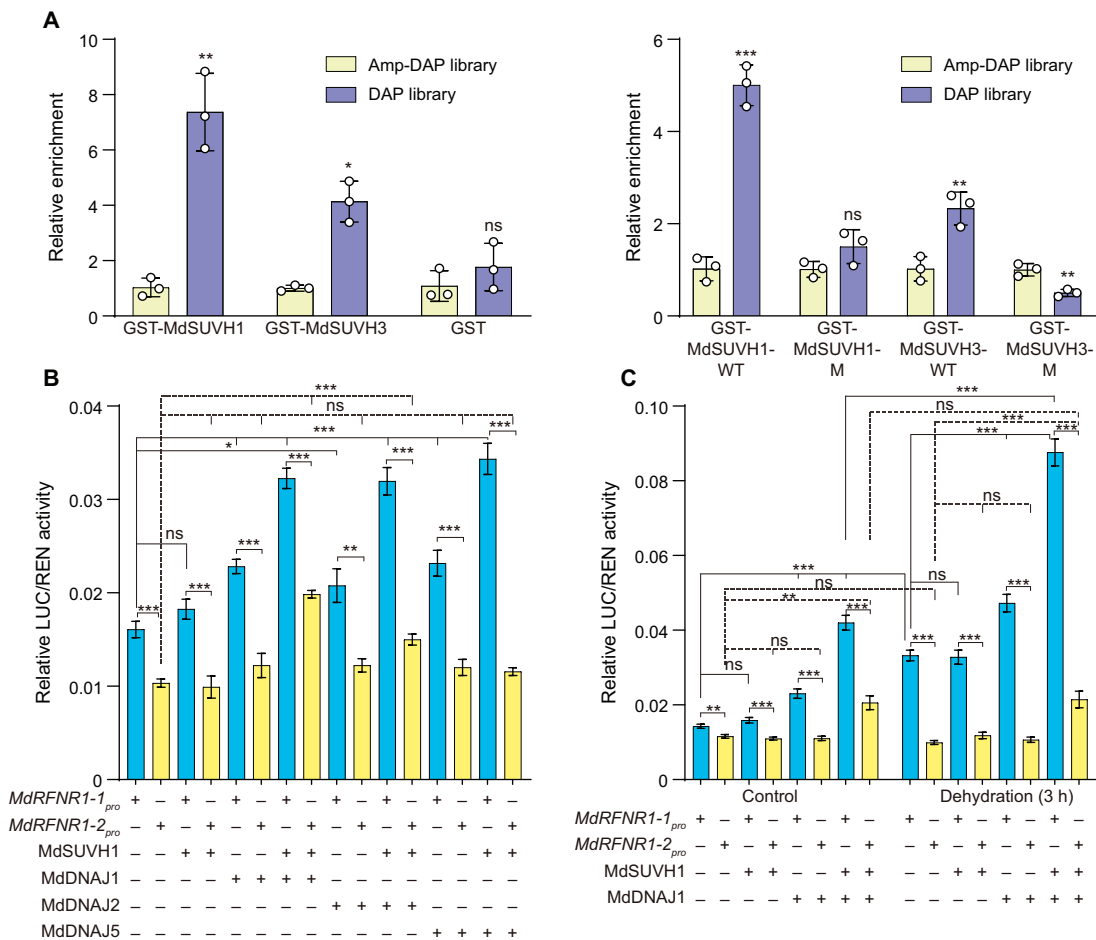 A
Relative enrichment
10
8
6
4
2
0
**
*
ns
Amp-DAP library
DAP library
GST-MdSUVH1
GST-MdSUVH3
GST
Relative enrichment
6
4
2
0
***
ns
**
**
Amp-DAP library
DAP library
GST-
MdSUVH1-
WT
GST-
MdSUVH1-
M
GST-
MdSUVH3-
WT
GST-
MdSUVH3-
M
B
Relative LUC/REN activity
0.04
0.03
0.02
0.01
0
***
ns
***
***
*
***
***
ns
***
***
***
**
***
MdRFNR1-1pro + – + – + – + – + – + – + – + –
MdRFNR1-2pro – + – + – + – + – + – + – + – +
MdSUVH1 – – + + – – + + – – + + – – + +
MdDNAJ1 – – – – + + + + – – – – – – – –
MdDNAJ2 – – – – – – – – + + + + – – – –
MdDNAJ5 – – – – – – – – – – – – + + + +
C
Relative LUC/REN activity
0.10
0.08
0.06
0.04
0.02
0
***
ns
***
***
***
ns
***
ns
ns
***
**
***
ns
***
***
ns
***
**
***
Control
Dehydration (3 h)
MdRFNR1-1pro + – + – + – + – + – + – + – + –
MdRFNR1-2pro – + – + – + – + – + – + – + – +
MdSUVH1 – – + + – – + + – – + + – – + +
MdDNAJ1 – – – – + + + + – – – – + + + +